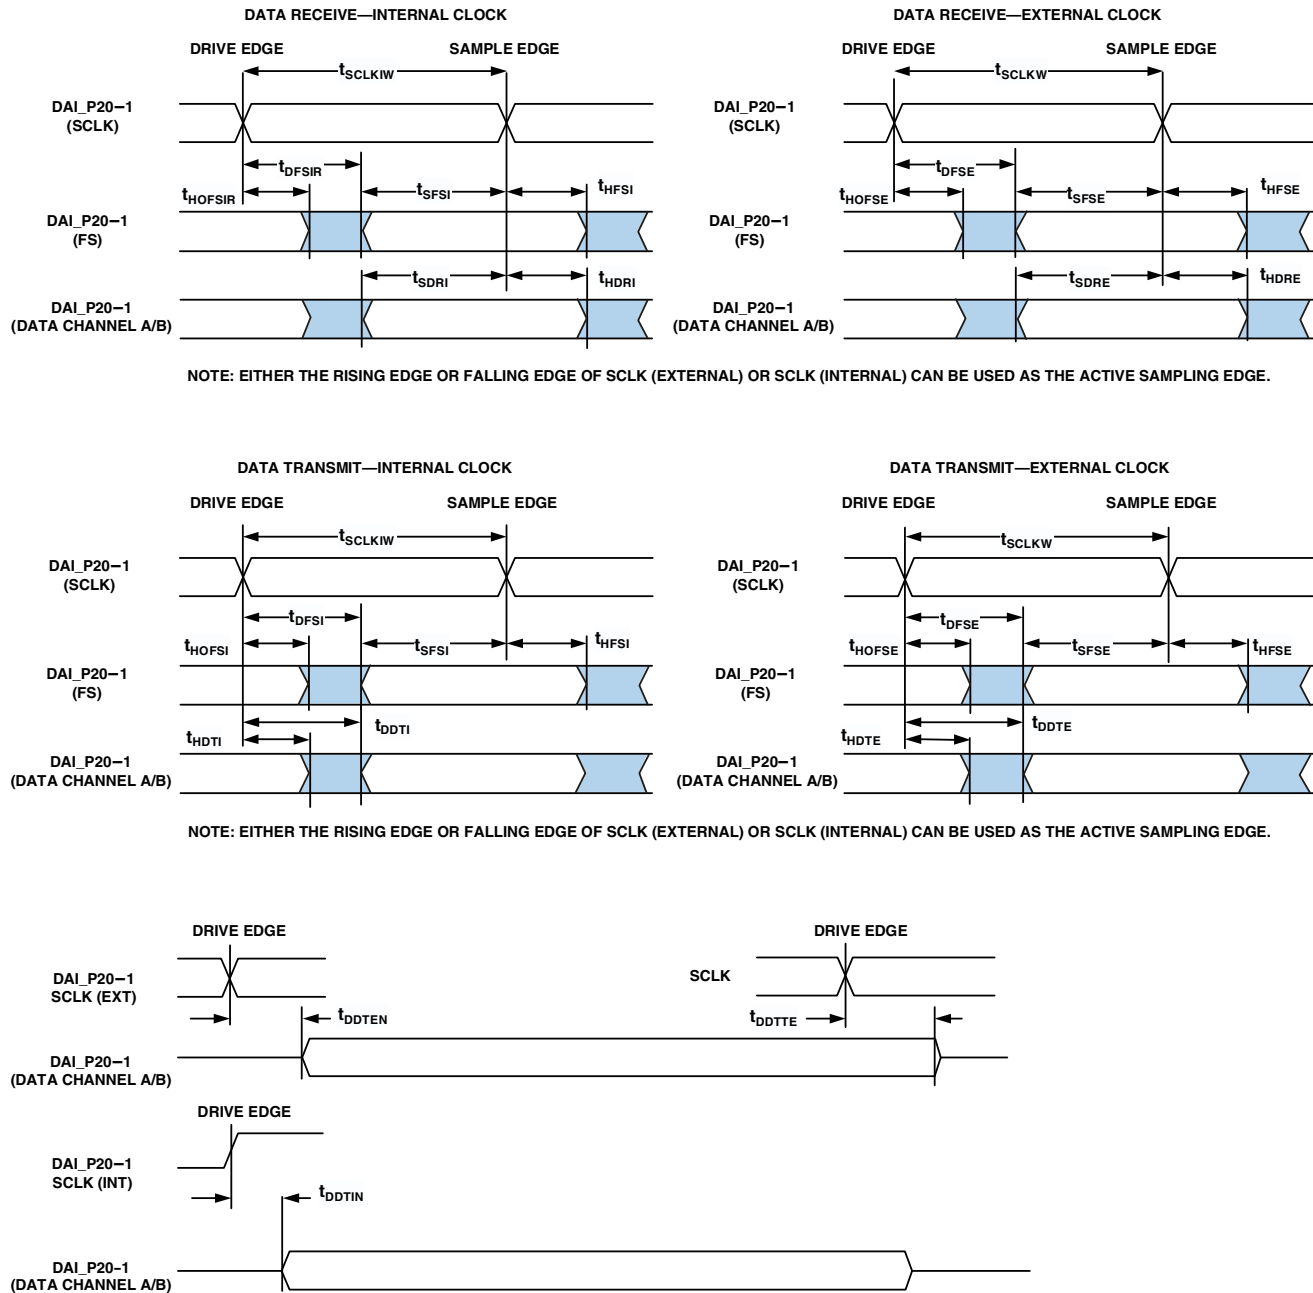 DATA RECEIVE—INTERNAL CLOCK
DRIVE EDGE
SAMPLE EDGE
tSCLKIW
DAI_P20–1
(SCLK)
tDFSIR
tHOFSIR
tSFSI
tHFSI
DAI_P20–1
(FS)
tSDRI
tHDRI
DAI_P20–1
(DATA CHANNEL A/B)
DATA RECEIVE—EXTERNAL CLOCK
DRIVE EDGE
SAMPLE EDGE
tSCLKW
DAI_P20–1
(SCLK)
tDFSE
tHOFSE
tSFSE
tHFSE
DAI_P20–1
(FS)
tSDRE
tHDRE
DAI_P20–1
(DATA CHANNEL A/B)
NOTE: EITHER THE RISING EDGE OR FALLING EDGE OF SCLK (EXTERNAL) OR SCLK (INTERNAL) CAN BE USED AS THE ACTIVE SAMPLING EDGE.
DATA TRANSMIT—INTERNAL CLOCK
DRIVE EDGE
SAMPLE EDGE
tSCLKIW
DAI_P20–1
(SCLK)
tDFSI
tHOFSI
tSFSI
tHFSI
DAI_P20–1
(FS)
tDDTI
tHDTI
DAI_P20–1
(DATA CHANNEL A/B)
DATA TRANSMIT—EXTERNAL CLOCK
DRIVE EDGE
SAMPLE EDGE
tSCLKW
DAI_P20–1
(SCLK)
tDFSE
tHOFSE
tSFSE
tHFSE
DAI_P20–1
(FS)
tDDTE
tHDTE
DAI_P20–1
(DATA CHANNEL A/B)
NOTE: EITHER THE RISING EDGE OR FALLING EDGE OF SCLK (EXTERNAL) OR SCLK (INTERNAL) CAN BE USED AS THE ACTIVE SAMPLING EDGE.
DRIVE EDGE
DRIVE EDGE
DAI_P20–1
SCLK (EXT)
SCLK
tDDTEN
tDDTTE
DAI_P20–1
(DATA CHANNEL A/B)
DRIVE EDGE
DAI_P20–1
SCLK (INT)
tDDTIN
DAI_P20-1
(DATA CHANNEL A/B)